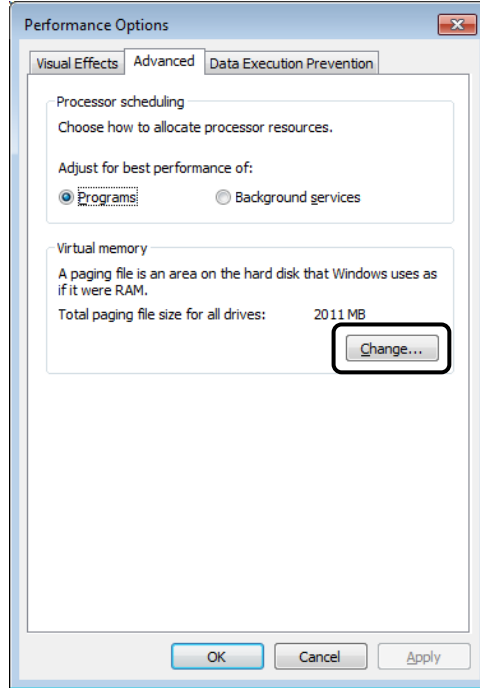 Performance Options
Visual Effects Advanced Data Execution Prevention
Processor scheduling
Choose how to allocate processor resources.
Adjust for best performance of:
Programs Background services
Virtual memory
A paging file is an area on the hard disk that Windows uses as
if it were RAM.
Total paging file size for all drives: 2011 MB
Change...
OK Cancel Apply